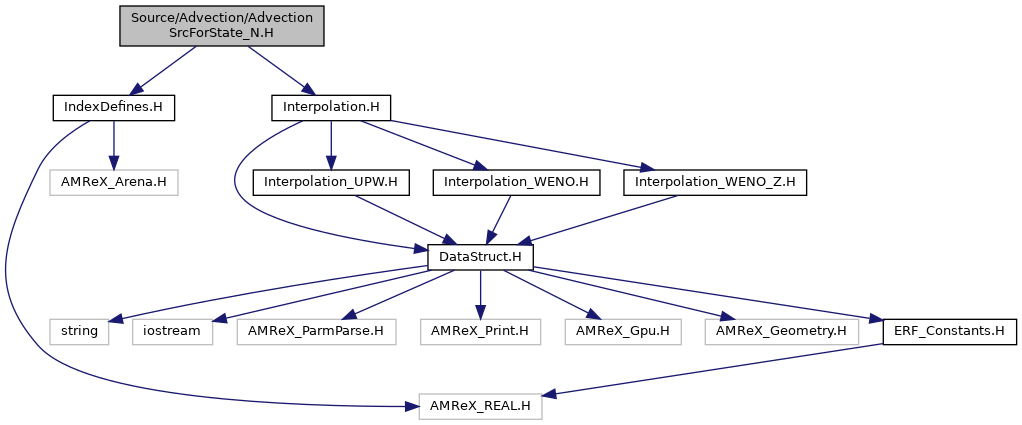 Source/Advection/Advection
SrcForState_N.H
IndexDefines.H
Interpolation.H
AMReX_Arena.H
Interpolation_UPW.H
Interpolation_WENO.H
Interpolation_WENO_Z.H
DataStruct.H
string
iostream
AMReX_ParmParse.H
AMReX_Print.H
AMReX_Gpu.H
AMReX_Geometry.H
ERF_Constants.H
AMReX_REAL.H